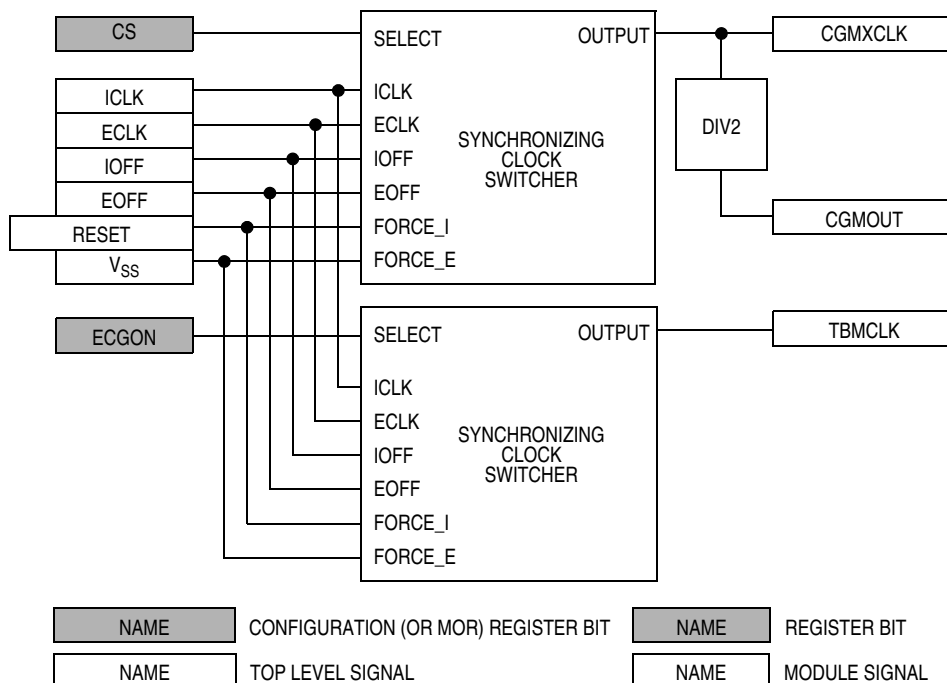 CS
SELECT OUTPUT
CGMXCLK
ICLK
ECLK
IOFF
EOFF
RESET
VSS
ICLK
ECLK
IOFF
EOFF
FORCE_I
FORCE_E
SYNCHRONIZING
CLOCK
SWITCHER
DIV2
CGMOUT
ECGON
SELECT OUTPUT
TBMCLK
ICLK
ECLK
IOFF
EOFF
FORCE_I
FORCE_E
SYNCHRONIZING
CLOCK
SWITCHER
NAME CONFIGURATION (OR MOR) REGISTER BIT
NAME REGISTER BIT
NAME TOP LEVEL SIGNAL
NAME MODULE SIGNAL